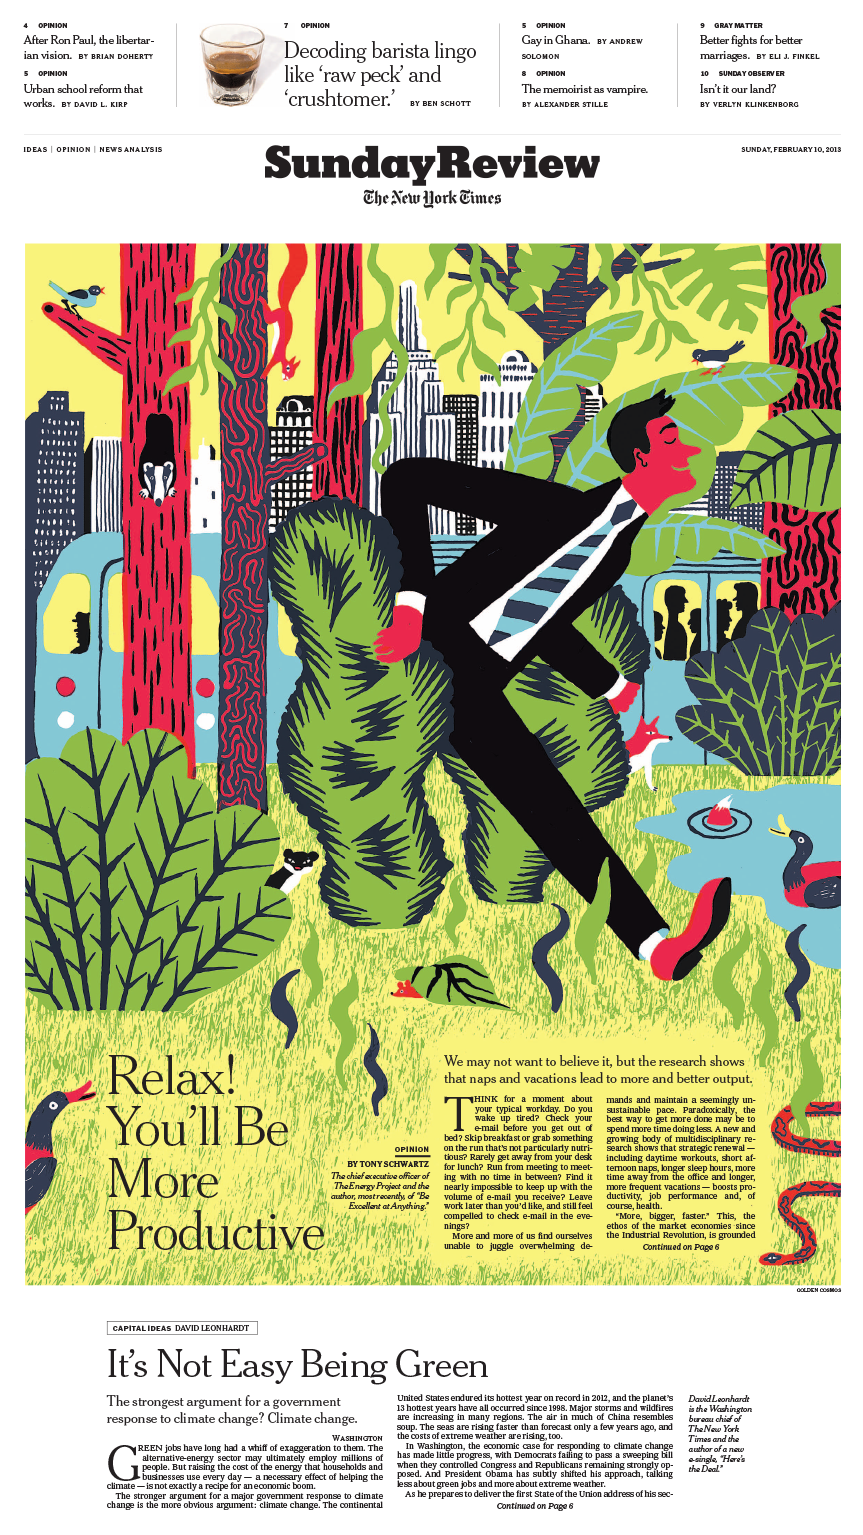 4 OPINION
After Ron Paul, the libertar-
ian vision. BY BRIAN DOHERTY
5 OPINION
Urban school reform that
works. BY DAVID L. KIRP
7 OPINION
Decoding barista lingo
like ‘raw peck’ and
‘crushtomer.’ BY BEN SCHOTT
5 OPINION
Gay in Ghana. BY ANDREW
SOLOMON
8 OPINION
The memoirist as vampire.
BY ALEXANDER STILLE
9 GRAY MATTER
Better fights for better
marriages. BY ELI J. FINKEL
10 SUNDAY OBSERVER
Isn’t it our land?
BY VERLYN KLINKENBORG
IDEAS | OPINION | NEWS ANALYSIS
SundayReview
The New York Times
SUNDAY, FEBRUARY 10, 2013
Relax!
You’ll Be
More
Productive
OPINION
BY TONY SCHWARTZ
The chief executive officer of
The Energy Project and the
author, most recently, of “Be
Excellent at Anything.”
We may not want to believe it, but the research shows
that naps and vacations lead to more and better output.
THINK for a moment about
your typical workday. Do you
wake up tired? Check your
e-mail before you get out of
bed? Skip breakfast or grab something
on the run that’s not particularly nutri-
tious? Rarely get away from your desk
for lunch? Run from meeting to meet-
ing with no time in between? Find it
nearly impossible to keep up with the
volume of e-mail you receive? Leave
work later than you’d like, and still feel
compelled to check e-mail in the eve-
nings?
More and more of us find ourselves
unable to juggle overwhelming de-
mands and maintain a seemingly un-
sustainable pace. Paradoxically, the
best way to get more done may be to
spend more time doing less. A new and
growing body of multidisciplinary re-
search shows that strategic renewal —
including daytime workouts, short af-
ternoon naps, longer sleep hours, more
time away from the office and longer,
more frequent vacations — boosts pro-
ductivity, job performance and, of
course, health.
“More, bigger, faster.” This, the
ethos of the market economies since
the Industrial Revolution, is grounded
Continued on Page 6
GOLDEN COSMOS
CAPITAL IDEAS DAVID LEONHARDT
It’s Not Easy Being Green
The strongest argument for a government
response to climate change? Climate change.
WASHINGTON
GREEN jobs have long had a whiff of exaggeration to them. The
alternative-energy sector may ultimately employ millions of
people. But raising the cost of the energy that households and
businesses use every day — a necessary effect of helping the
climate — is not exactly a recipe for an economic boom.
The stronger argument for a major government response to climate
change is the more obvious argument: climate change. The continental
United States endured its hottest year on record in 2012, and the planet’s
13 hottest years have all occurred since 1998. Major storms and wildfires
are increasing in many regions. The air in much of China resembles
soup. The seas are rising faster than forecast only a few years ago, and
the costs of extreme weather are rising, too.
In Washington, the economic case for responding to climate change
has made little progress, with Democrats failing to pass a sweeping bill
when they controlled Congress and Republicans remaining strongly op-
posed. And President Obama has subtly shifted his approach, talking
less about green jobs and more about extreme weather.
As he prepares to deliver the first State of the Union address of his sec-
Continued on Page 6
David Leonhardt
is the Washington
bureau chief of
The New York
Times and the
author of a new
e-single, “Here’s
the Deal.”